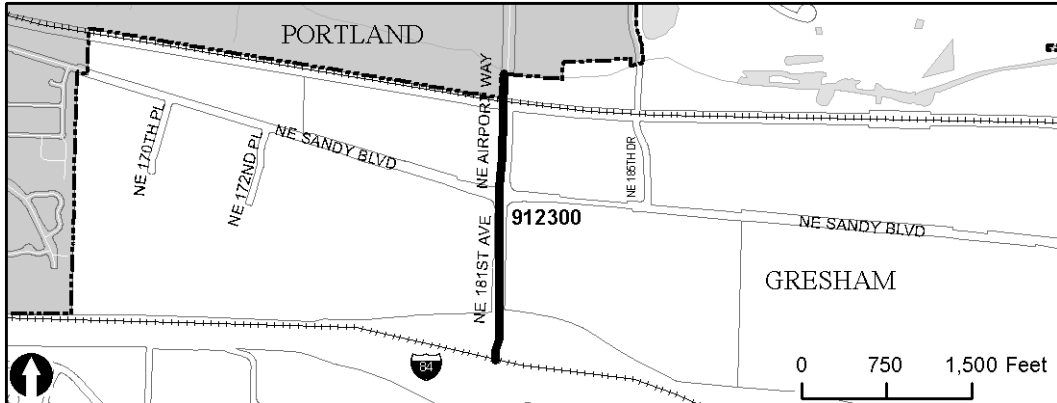 PORTLAND
NE AIRPORT WAY
NE 170TH PL
NE 172ND PL
NE SANDY BLVD
NE 185TH DR
912300
NE SANDY BLVD
NE 181ST AVE
GRESHAM
84
0 750 1,500 Feet